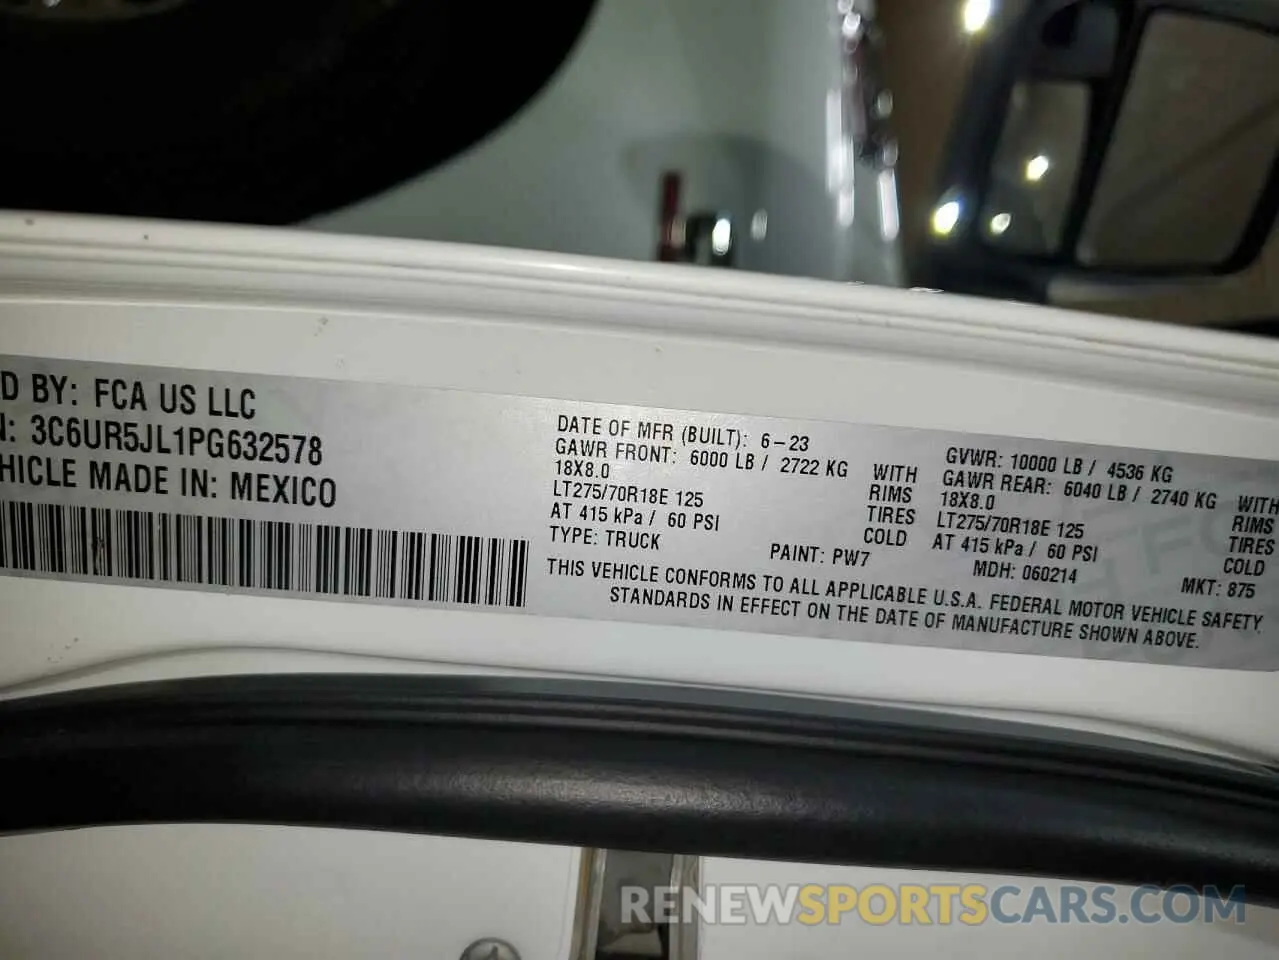 D BY: FCA US LLC
N: 3C6UR5JL1PG632578
HICLE MADE IN: MEXICO
DATE OF MFR (BUILT): 6-23
GAWR FRONT: 6000 LB / 2722 KG WITH
18X8.0 RIMS
LT275/70R18E 125 TIRES
AT 415 kPa / 60 PSI COLD
TYPE: TRUCK
PAINT: PW7
GVWR: 10000 LB / 4536 KG
GAWR REAR: 6040 LB / 2740 KG WITH
18X8.0 RIMS
LT275/70R18E 125 TIRES
AT 415 kPa / 60 PSI COLD
MDH: 060214
MKT: 875
THIS VEHICLE CONFORMS TO ALL APPLICABLE U.S.A. FEDERAL MOTOR VEHICLE SAFETY
STANDARDS IN EFFECT ON THE DATE OF MANUFACTURE SHOWN ABOVE.
RENEWSPORTSCARS.COM